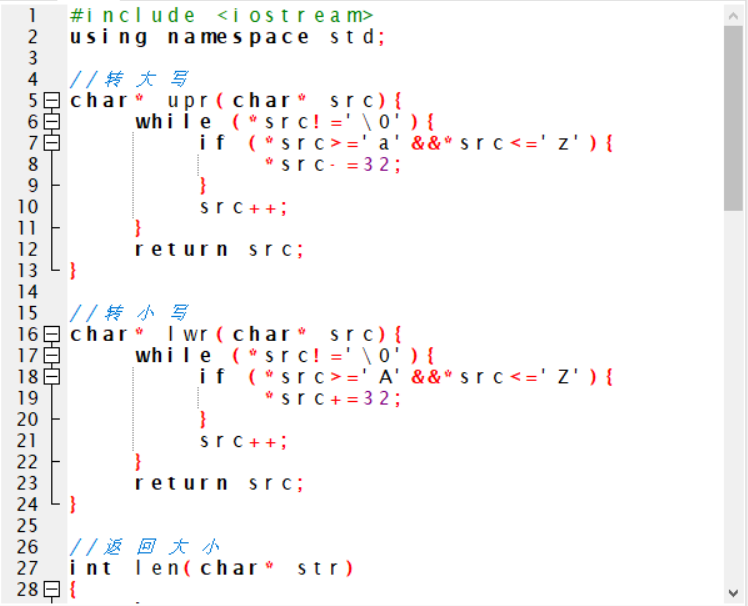 1 #include <iostream>
2 using namespace std;
3
4 //转大写
5 char* upr(char* src){
6 while (*src!='\0'){
7 if (*src>='a'&&*src<='z'){
8 *src-=32;
9 }
10 src++;
11 }
12 return src;
13 }
14
15 //转小写
16 char* lwr(char* src){
17 while (*src!='\0'){
18 if (*src>='A'&&*src<='Z'){
19 *src+=32;
20 }
21 src++;
22 }
23 return src;
24 }
25
26 //返回大小
27 int len(char* str)
28 {